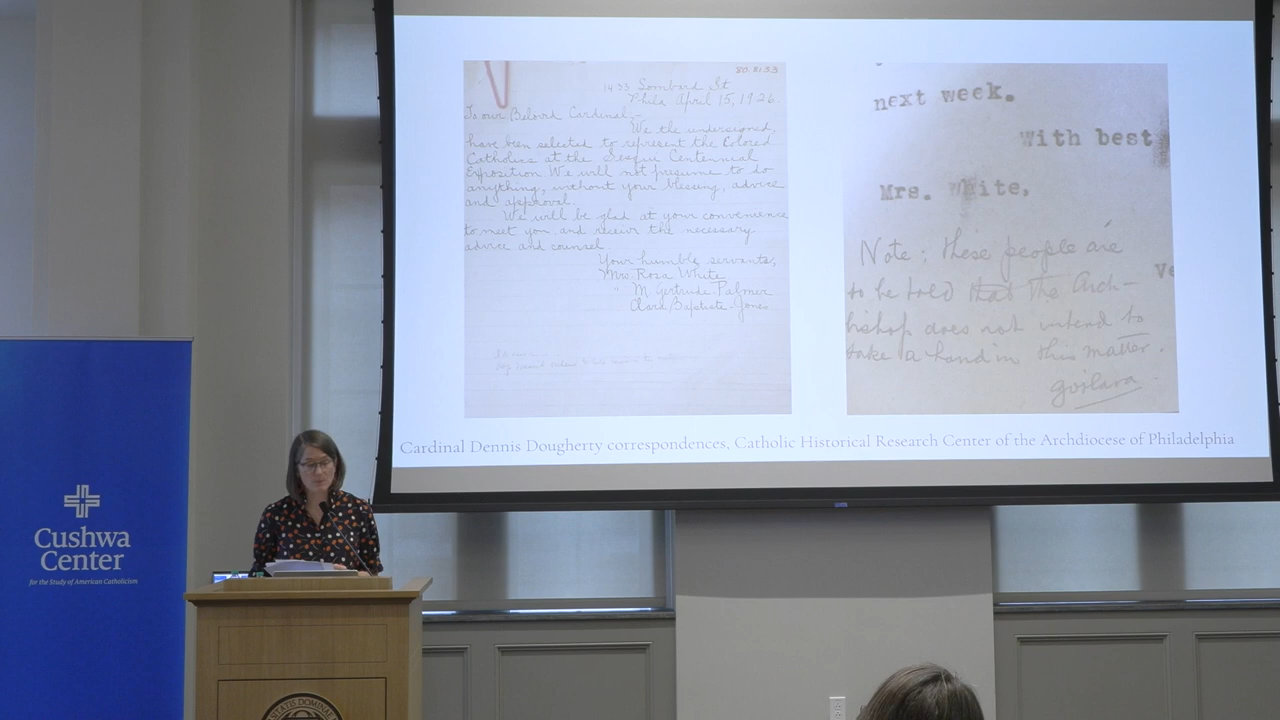 80.8133
1433 Lombard St
Phila April 15, 1926.
To our Beloved Cardinal;-
We the undersigned,
have been selected to represent the Colored
Catholics at the Sesqui Centennial
Exposition We will not presume to do
anything, without your blessing, advice
and approval.
We will be glad at your convenience
to meet you and receive the necessary
advice and counsel.
Your humble servants,
Mrs Rosa White
" M Gertrude Palmer
Clara Baptiste-Jones
next week.
With best
Mrs. White,
Note; these people are
to be told that the Arch-
bishop does not intend to
take a hand in this matter.
Ve
Cardinal Dennis Dougherty correspondences, Catholic Historical Research Center of the Archdiocese of Philadelphia
Cushwa
Center
for the Study of American Catholicism